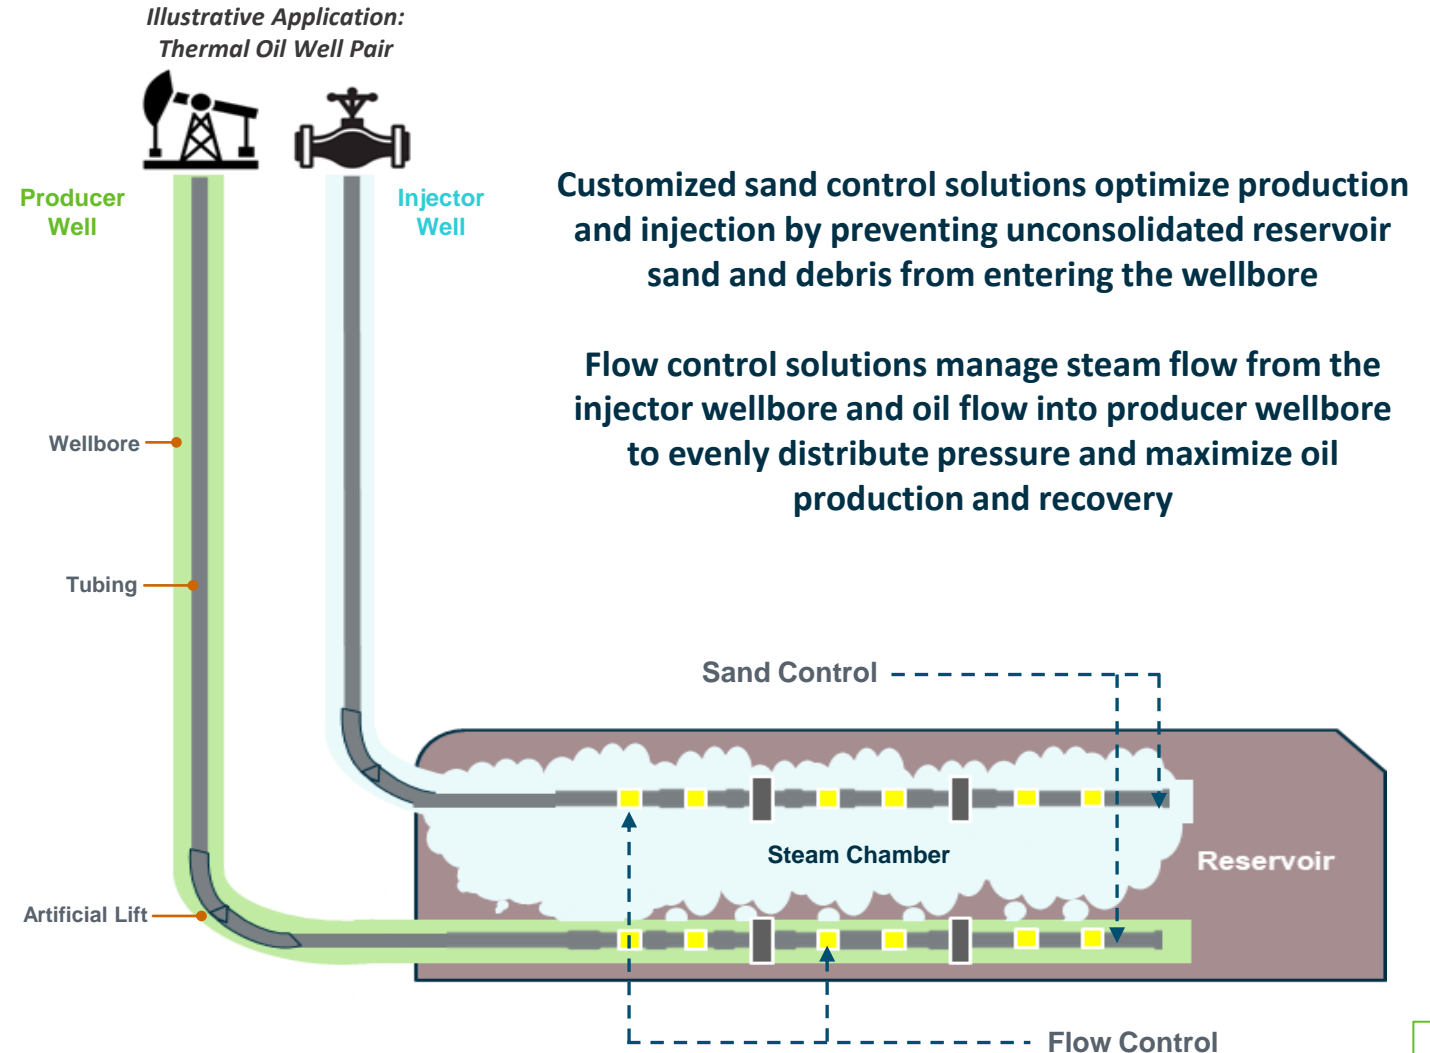 Illustrative Application:
Thermal Oil Well Pair
Producer
Well
Injector
Well
Customized sand control solutions optimize production
and injection by preventing unconsolidated reservoir
sand and debris from entering the wellbore
Flow control solutions manage steam flow from the
injector wellbore and oil flow into producer wellbore
to evenly distribute pressure and maximize oil
production and recovery
Wellbore
Tubing
Sand Control
Steam Chamber
Reservoir
Artificial Lift
Flow Control